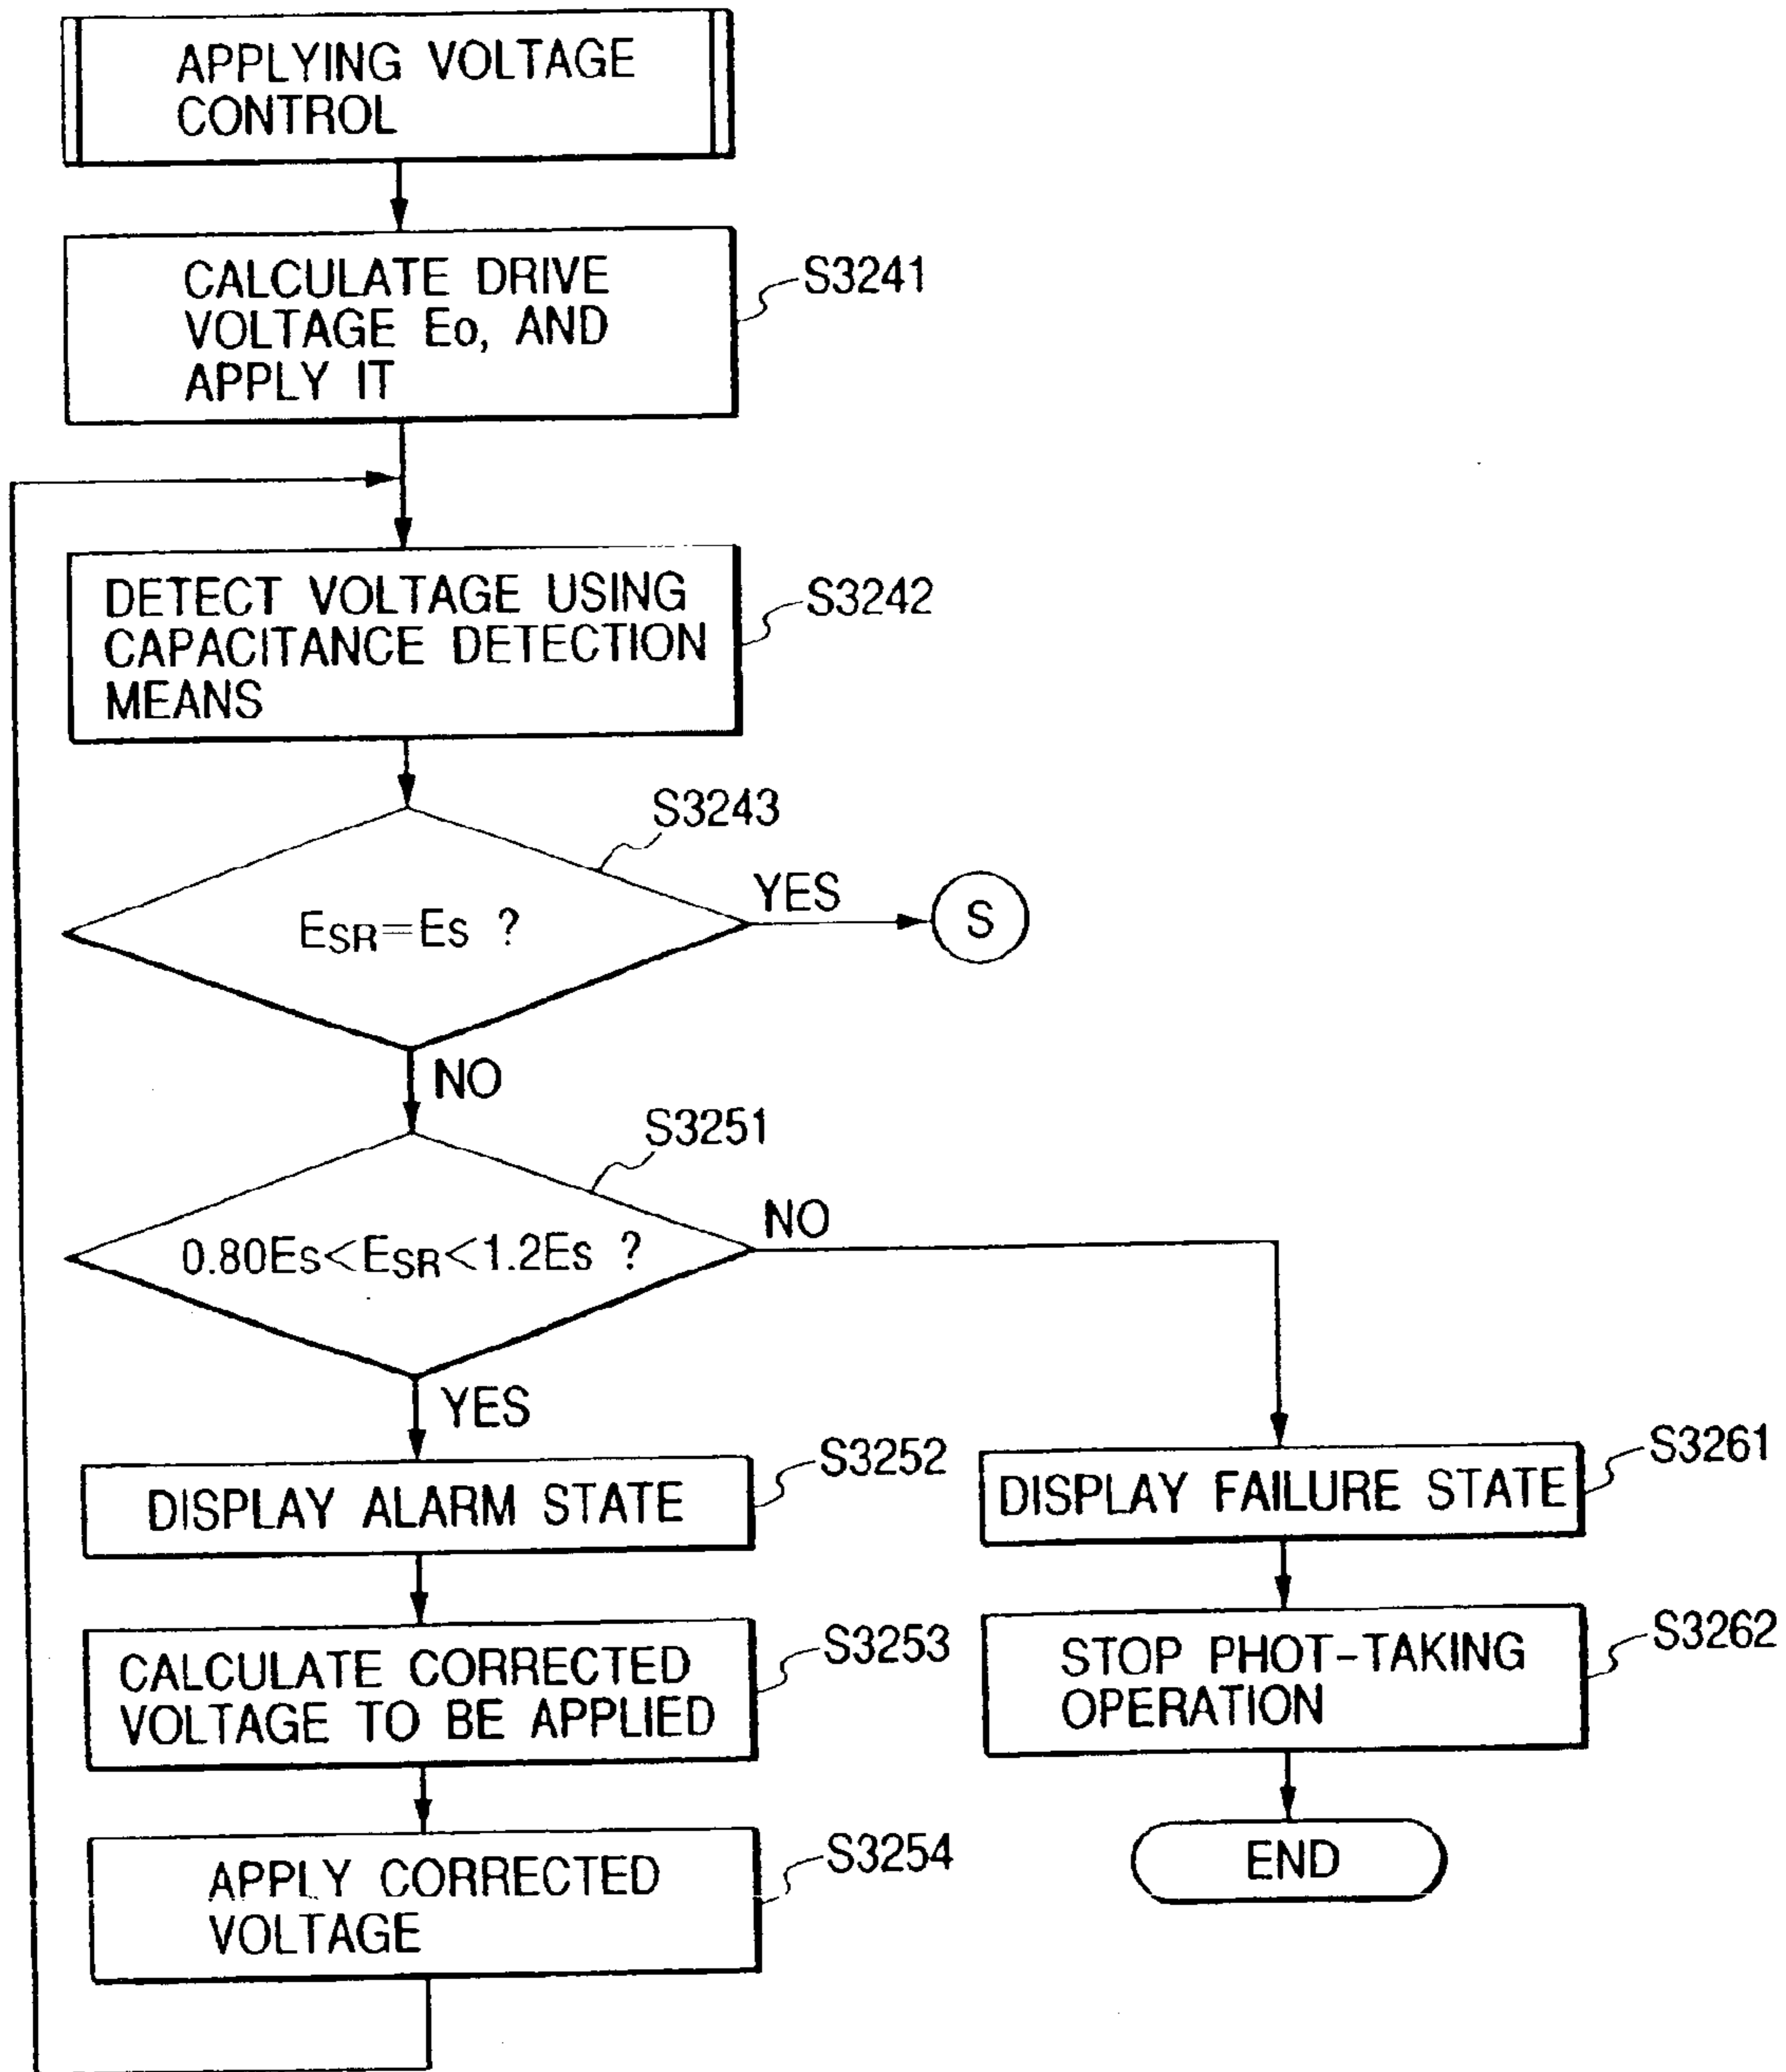 APPLYING VOLTAGE
CONTROL
CALCULATE DRIVE
VOLTAGE Eo, AND
APPLY IT
S3241
DETECT VOLTAGE USING
CAPACITANCE DETECTION
MEANS
S3242
S3243
ESR=Es ?
YES
S
NO
S3251
0.80Es<ESR<1.2Es ?
NO
YES
DISPLAY ALARM STATE
S3252
DISPLAY FAILURE STATE
S3261
CALCULATE CORRECTED
VOLTAGE TO BE APPLIED
S3253
STOP PHOT-TAKING
OPERATION
S3262
APPLY CORRECTED
VOLTAGE
S3254
END